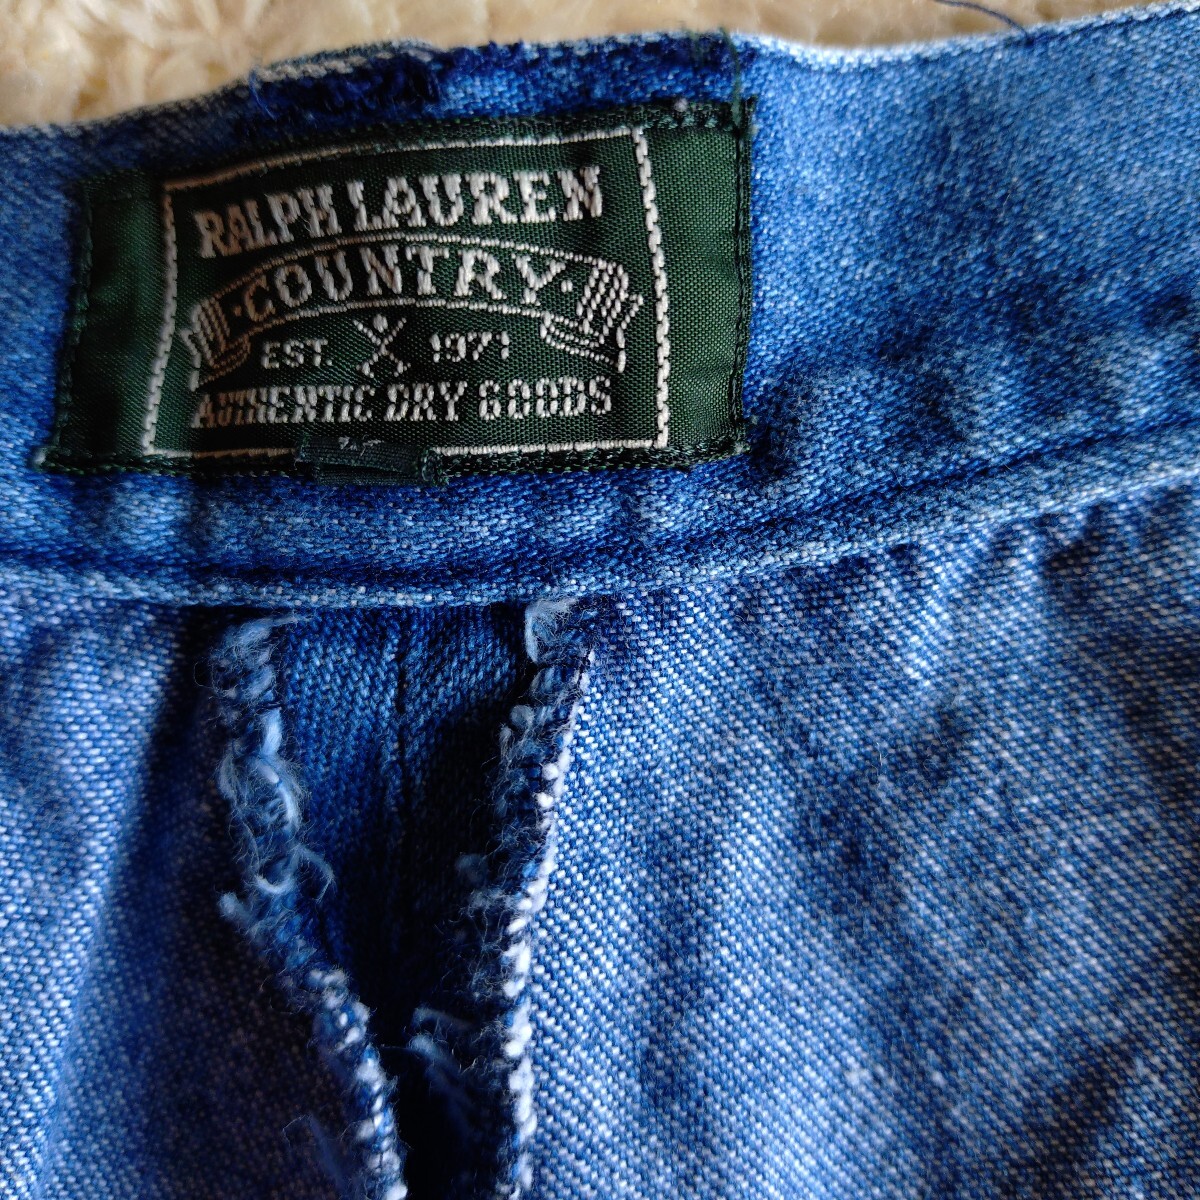 RALPH LAUREN
·COUNTRY·
EST. 1971
AUTHENTIC DRY GOODS